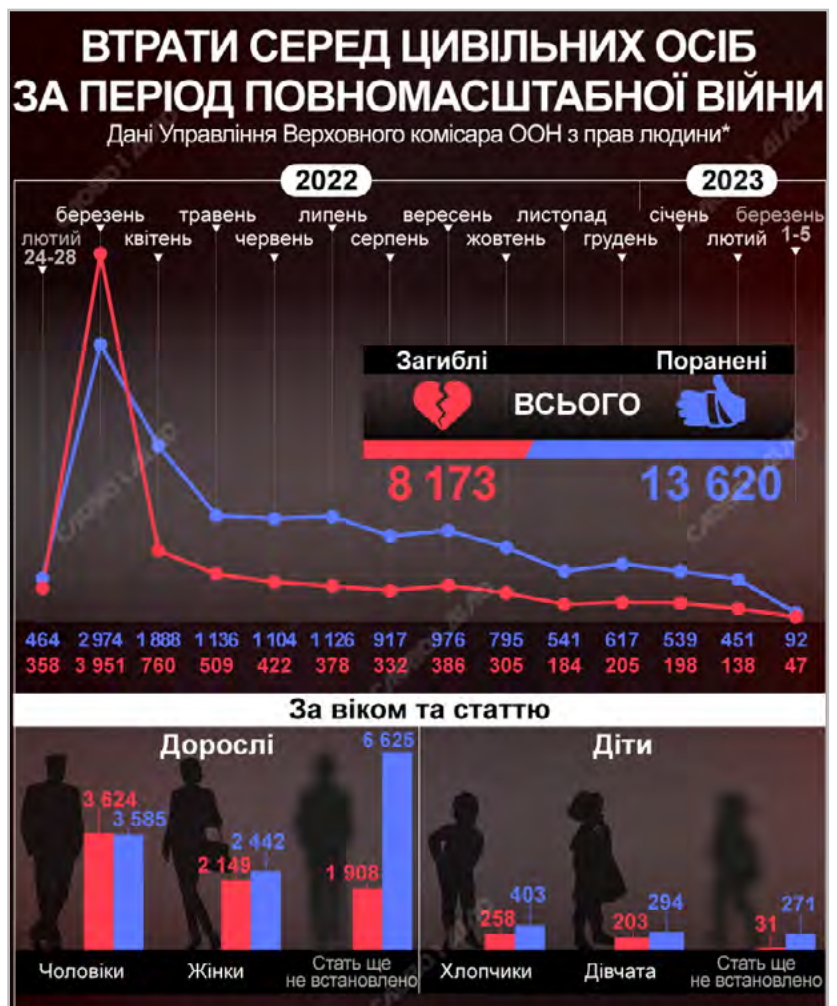 ВТРАТИ СЕРЕД ЦИВІЛЬНИХ ОСІБ
ЗА ПЕРІОД ПОВНОМАСШТАБНОЇ ВІЙНИ
Дані Управління Верховного комісара ООН з прав людини*
2022 2023
березень травень липень вересень листопад січень березень
лютий квітень червень серпень жовтень грудень лютий 1-5
24-28
Загиблі Поранені
ВСЬОГО
8 173 13 620
464 2 974 1 888 1 136 1 104 1 126 917 976 795 541 617 539 451 92
358 3 951 760 509 422 378 332 386 305 184 205 198 138 47
За віком та статтю
Дорослі
3 624
3 585
2 149
2 442
1 908
6 625
Чоловіки
Жінки
Стать ще
не встановлено
Діти
258
403
203
294
31
271
Хлопчики
Дівчата
Стать ще
не встановлено